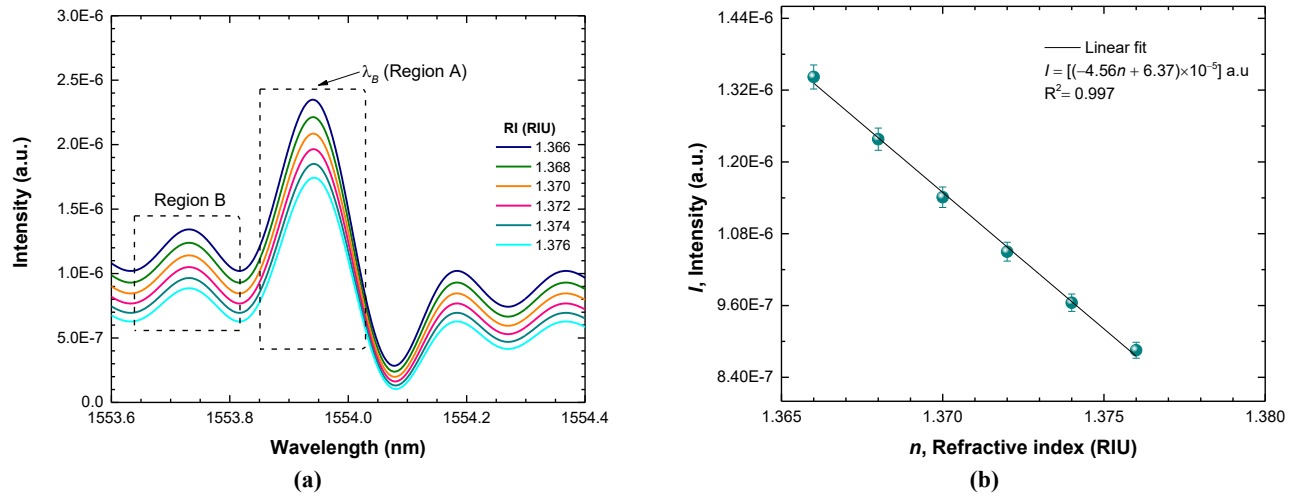 3.0E-6
2.5E-6
2.0E-6
1.5E-6
1.0E-6
5.0E-7
0.0
Intensity (a.u.)
λB (Region A)
Region B
RI (RIU)
1.366
1.368
1.370
1.372
1.374
1.376
1553.6 1553.8 1554.0 1554.2 1554.4
Wavelength (nm)
(a)
1.44E-6
1.32E-6
1.20E-6
1.08E-6
9.60E-7
8.40E-7
I, Intensity (a.u.)
Linear fit
I = [(−4.56n + 6.37)×10⁻⁵] a.u
R²= 0.997
1.365 1.370 1.375 1.380
n, Refractive index (RIU)
(b)